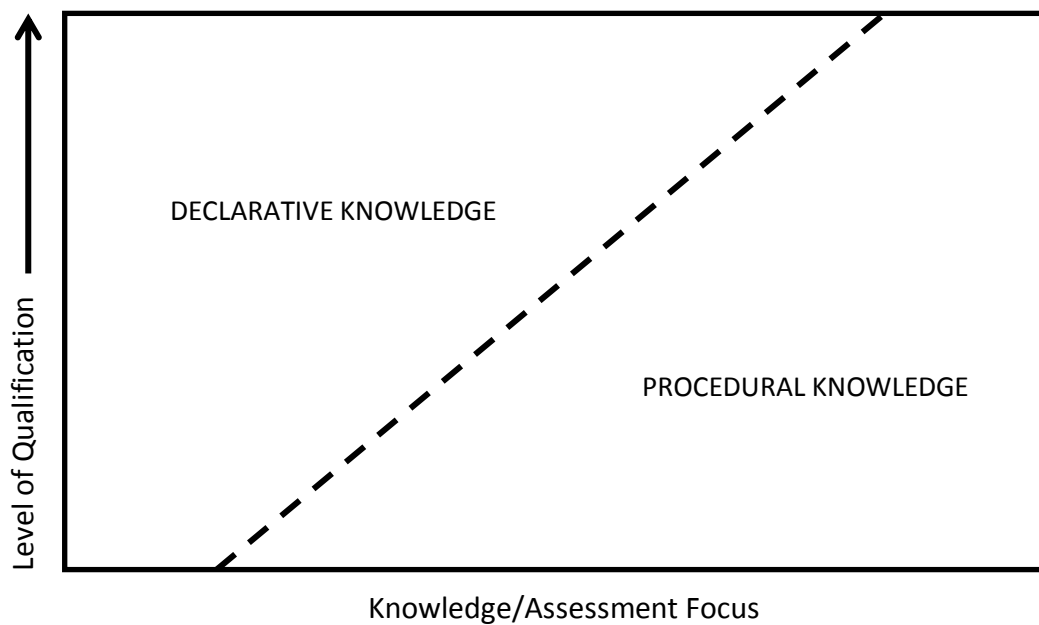 DECLARATIVE KNOWLEDGE
PROCEDURAL KNOWLEDGE
Level of Qualification
Knowledge/Assessment Focus